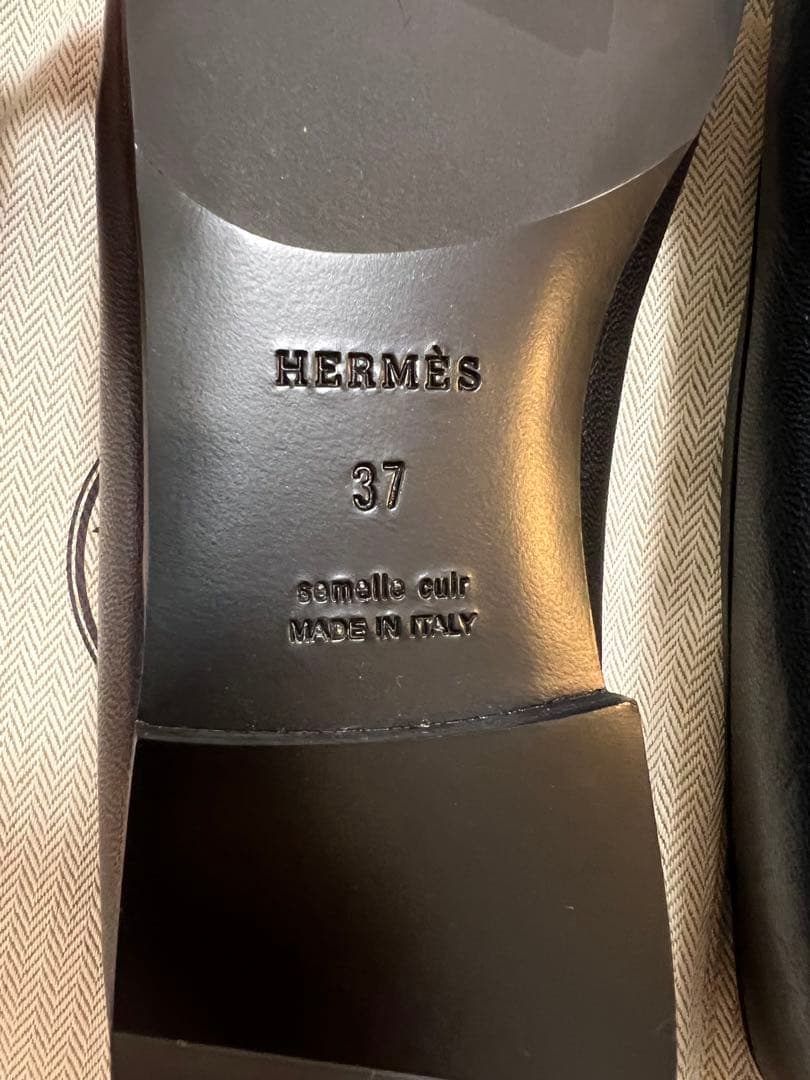 HERMÈS
37
semelle cuir
MADE IN ITALY